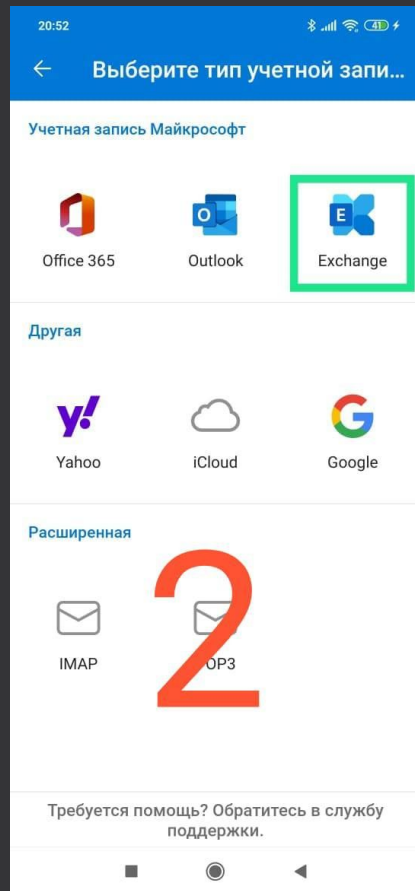 20:52
41
Выберите тип учетной запи...
Учетная запись Майкрософт
Office 365
Outlook
Exchange
Другая
Yahoo
iCloud
Google
Расширенная
2
IMAP
OP3
Требуется помощь? Обратитесь в службу
поддержки.